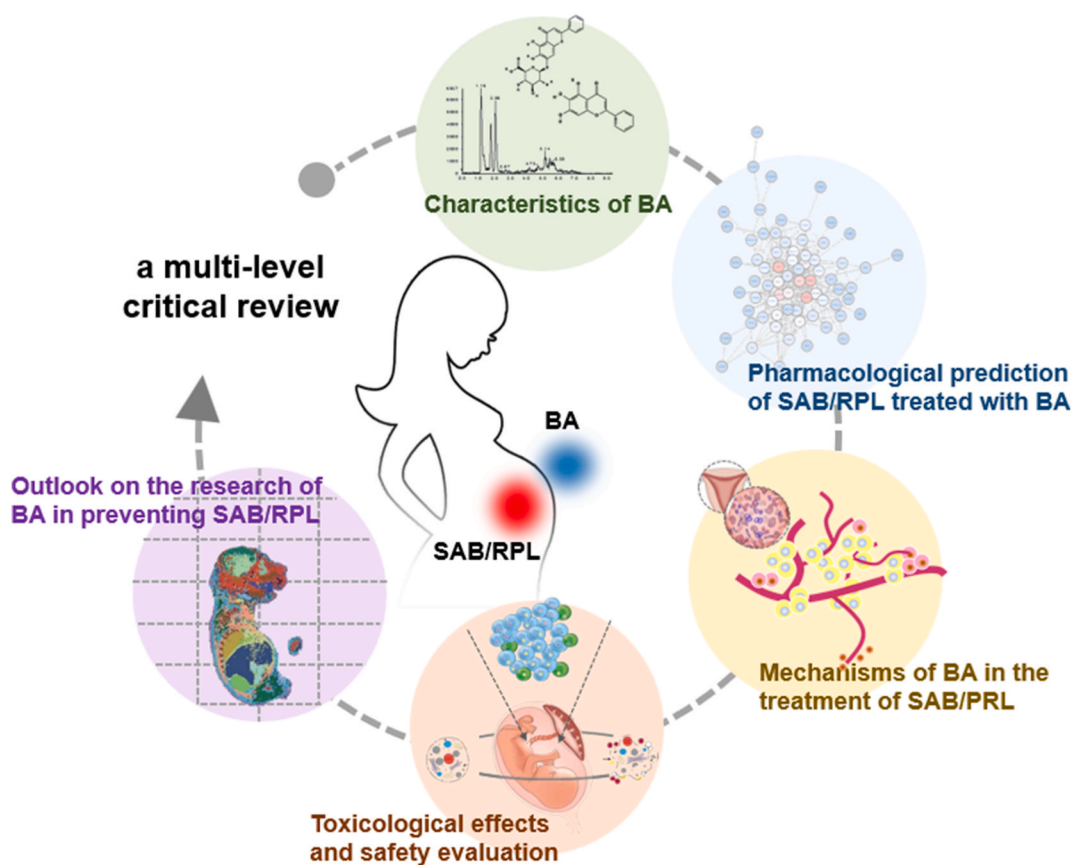 Characteristics of BA
a multi-level
critical review
Pharmacological prediction
of SAB/RPL treated with BA
BA
SAB/RPL
Outlook on the research of
BA in preventing SAB/RPL
Mechanisms of BA in the
treatment of SAB/PRL
Toxicological effects
and safety evaluation